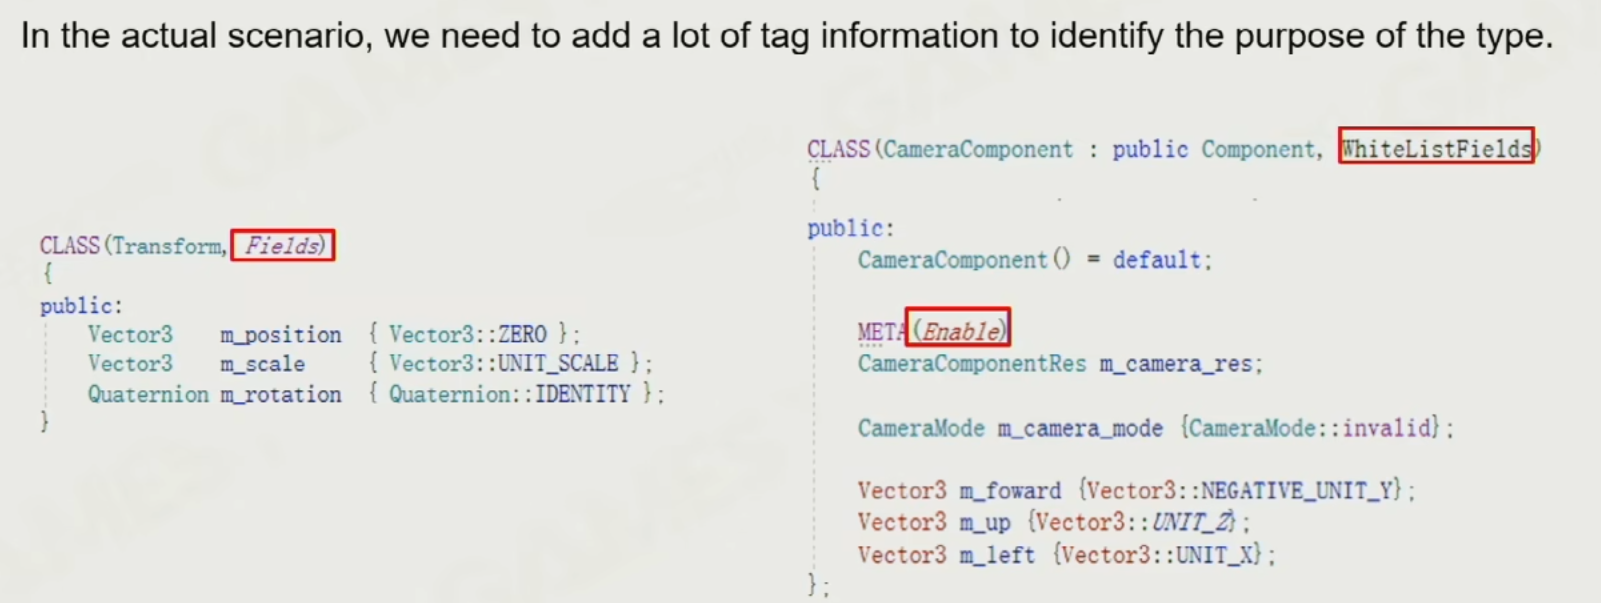 In the actual scenario, we need to add a lot of tag information to identify the purpose of the type.
CLASS(Transform, Fields)
{
public:
    Vector3    m_position  { Vector3::ZERO };
    Vector3    m_scale     { Vector3::UNIT_SCALE };
    Quaternion m_rotation  { Quaternion::IDENTITY };
}
CLASS(CameraComponent : public Component, WhiteListFields)
{
public:
    CameraComponent() = default;
    META(Enable)
    CameraComponentRes m_camera_res;
    CameraMode m_camera_mode {CameraMode::invalid};
    Vector3 m_foward {Vector3::NEGATIVE_UNIT_Y};
    Vector3 m_up {Vector3::UNIT_Z};
    Vector3 m_left {Vector3::UNIT_X};
};